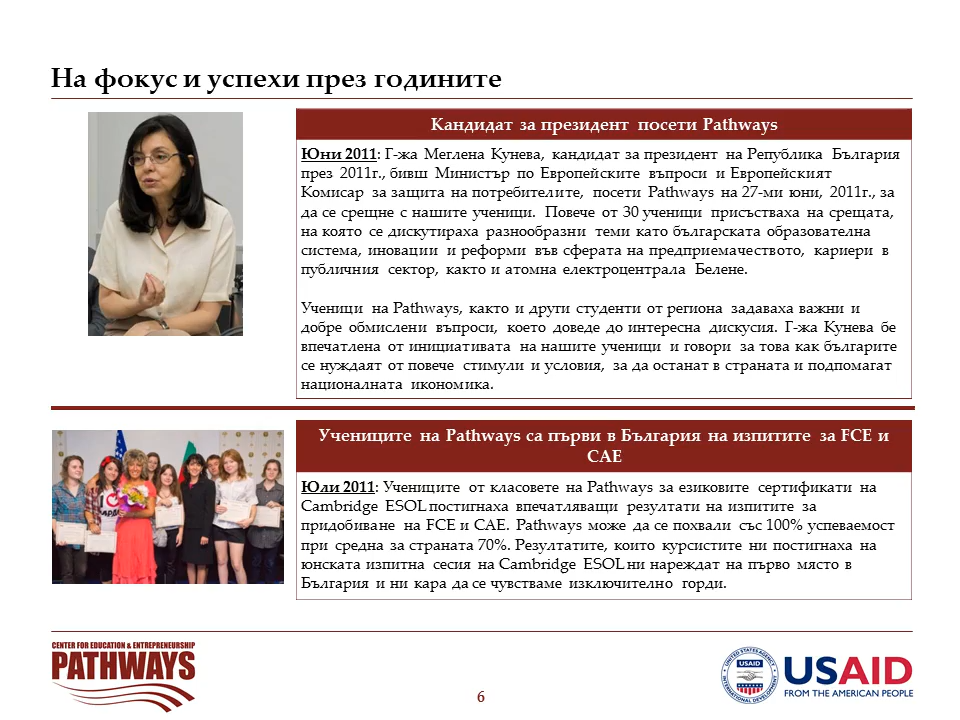 На фокус и успехи през годините
Кандидат за президент посети Pathways
Юни 2011: Г-жа Меглена Кунева, кандидат за президент на Република България
през 2011г., бивш Министър по Европейските въпроси и Европейският
Комисар за защита на потребителите, посети Pathways на 27-ми юни, 2011г., за
да се срещне с нашите ученици. Повече от 30 ученици присъстваха на срещата,
на която се дискутираха разнообразни теми като българската образователна
система, иновации и реформи във сферата на предприемачеството, кариери в
публичния сектор, както и атомна електроцентрала Белене.
Ученици на Pathways, както и други студенти от региона задаваха важни и
добре обмислени въпроси, което доведе до интересна дискусия. Г-жа Кунева бе
впечатлена от инициативата на нашите ученици и говори за това как българите
се нуждаят от повече стимули и условия, за да останат в страната и подпомагат
националната икономика.
Учениците на Pathways са първи в България на изпитите за FCE и
CAE
Юли 2011: Учениците от класовете на Pathways за езиковите сертификати на
Cambridge ESOL постигнаха впечатляващи резултати на изпитите за
придобиване на FCE и CAE. Pathways може да се похвали със 100% успеваемост
при средна за страната 70%. Резултатите, които курсистите ни постигнаха на
юнската изпитна сесия на Cambridge ESOL ни нареждат на първо място в
България и ни кара да се чувстваме изключително горди.
CENTER FOR EDUCATION & ENTREPRENEURSHIP
PATHWAYS
6
UNITED STATES AGENCY
USAID
INTERNATIONAL DEVELOPMENT
USAID
FROM THE AMERICAN PEOPLE